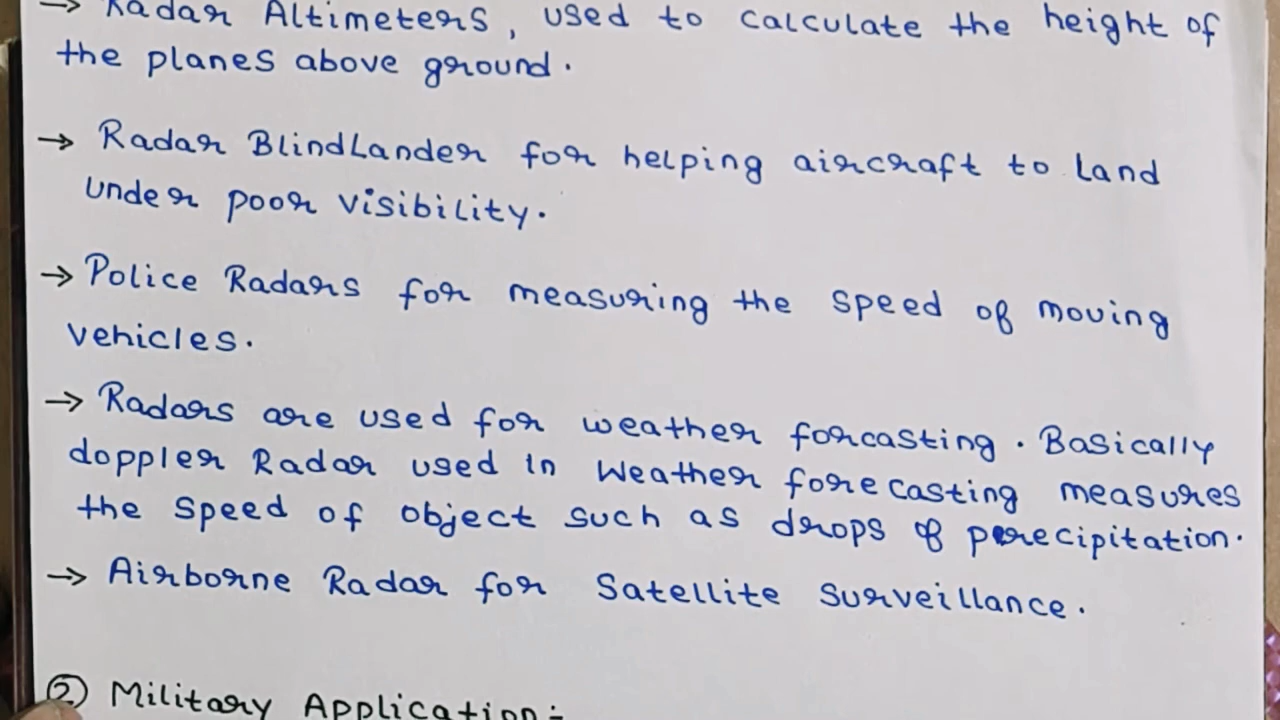 → Radar Altimeters, used to calculate the height of
the planes above ground.
→ Radar BlindLander for helping aircraft to land
under poor visibility.
→ Police Radars for measuring the speed of moving
vehicles.
→ Radars are used for weather forcasting. Basically
doppler Radar used in Weather forecasting measures
the speed of object such as drops of precipitation.
→ Airborne Radar for Satellite Surveillance.
② Military Application:-